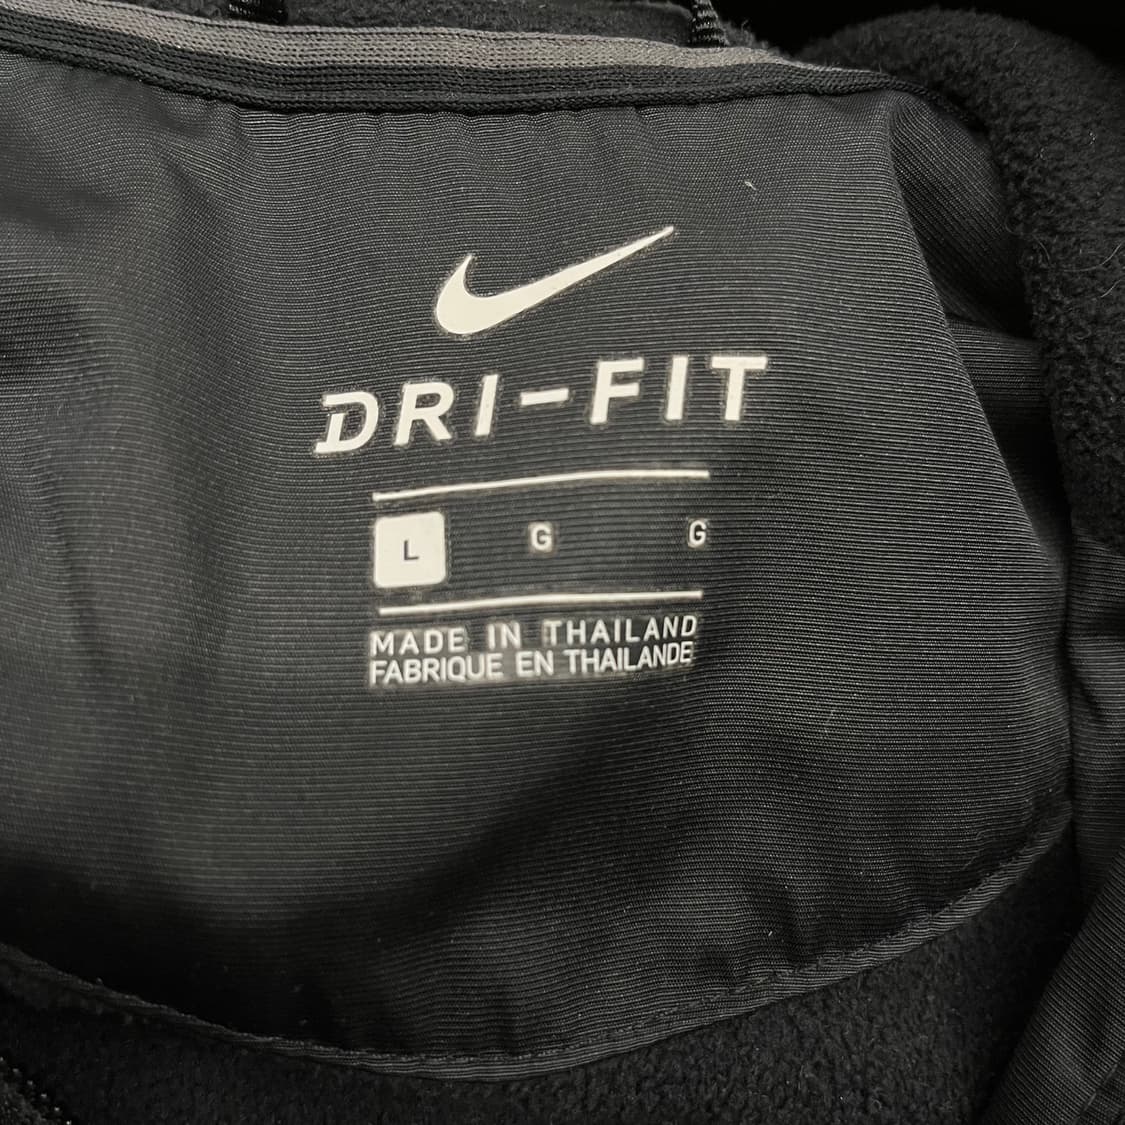 DRI-FIT
L G G
MADE IN THAILAND
FABRIQUE EN THAILANDE